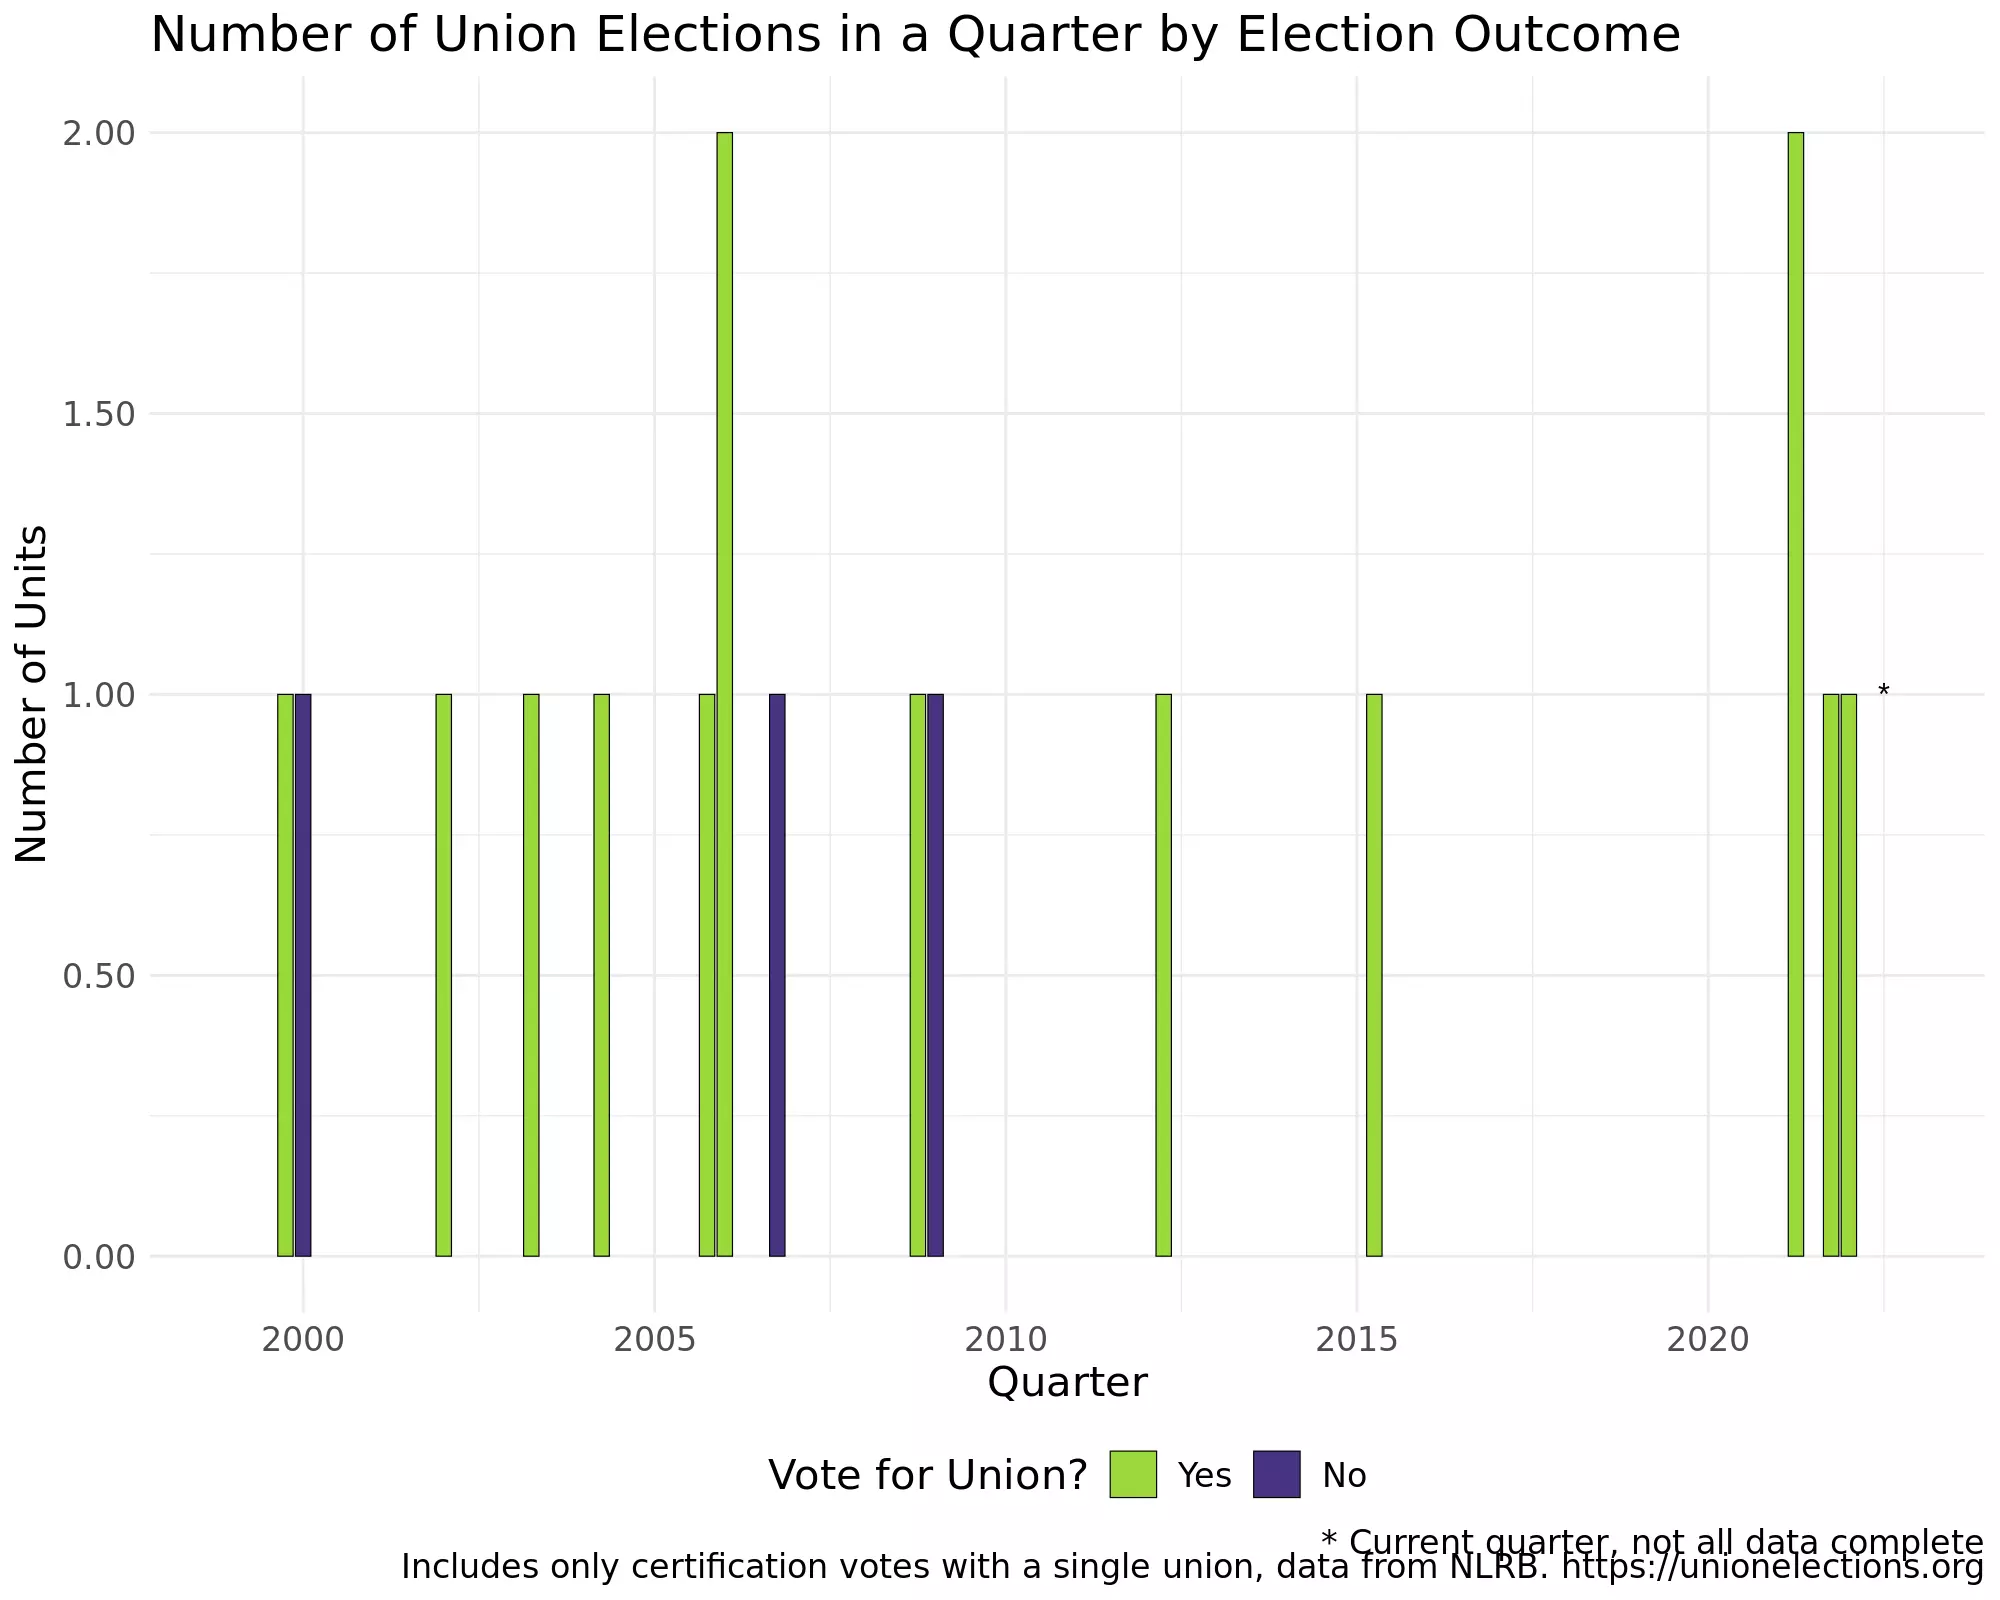 Number of Union Elections in a Quarter by Election Outcome
Number of Units
2.00
1.50
1.00
0.50
0.00
*
2000 2005 2010 2015 2020
Quarter
Vote for Union? Yes No
* Current quarter, not all data complete
Includes only certification votes with a single union, data from NLRB. https://unionelections.org